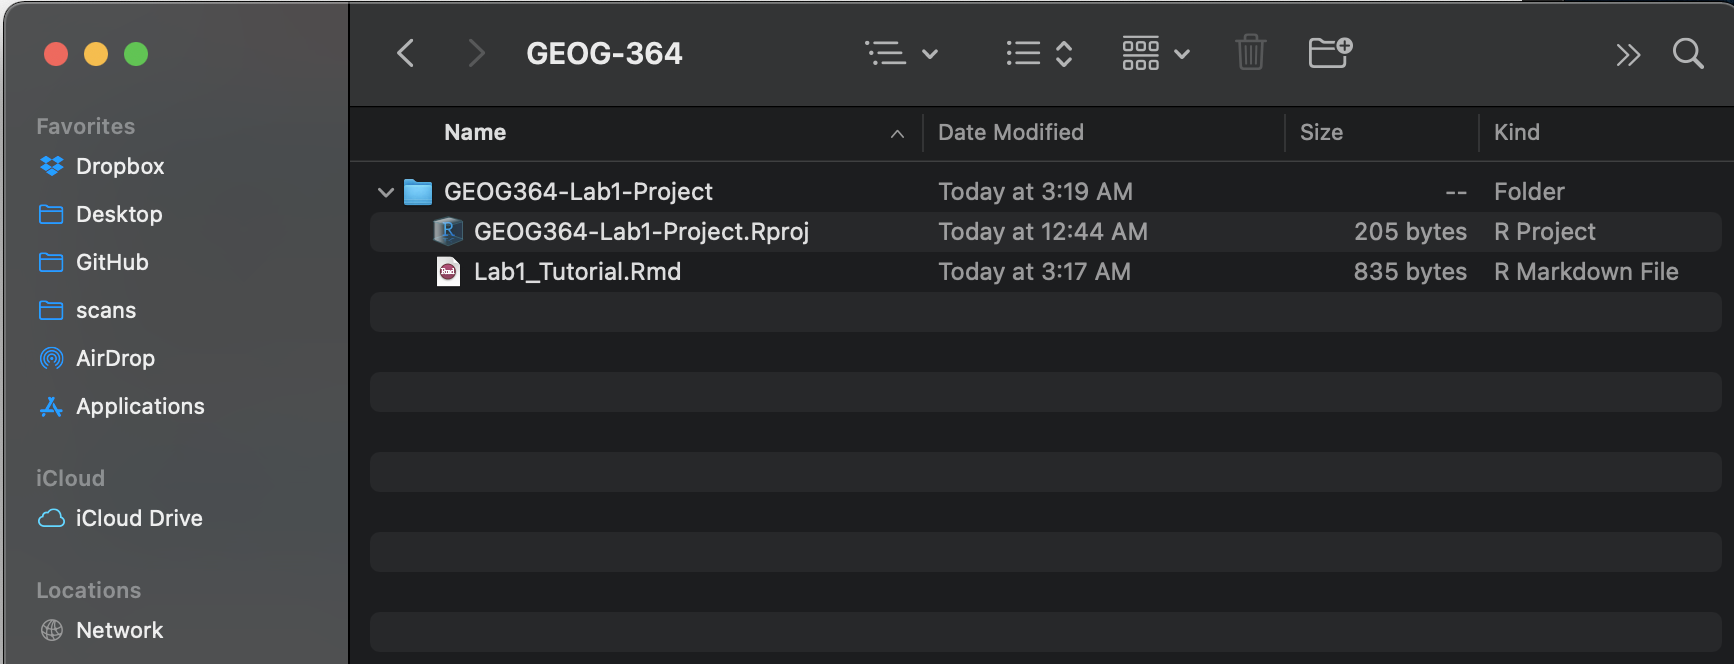 GEOG-364
Favorites
Dropbox
Desktop
GitHub
scans
AirDrop
Applications
iCloud
iCloud Drive
Locations
Network
Name Date Modified Size Kind
GEOG364-Lab1-Project Today at 3:19 AM -- Folder
GEOG364-Lab1-Project.Rproj Today at 12:44 AM 205 bytes R Project
Lab1_Tutorial.Rmd Today at 3:17 AM 835 bytes R Markdown File